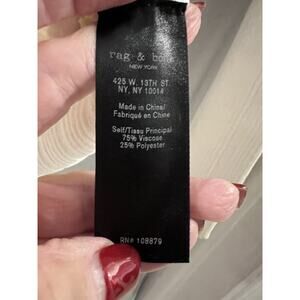 rag & bone
NEW YORK
425 W. 13TH ST.
NY, NY 10014
Made in China/
Fabriqué en Chine
Self/Tissu Principal
75% Viscose
25% Polyester
RN# 108879